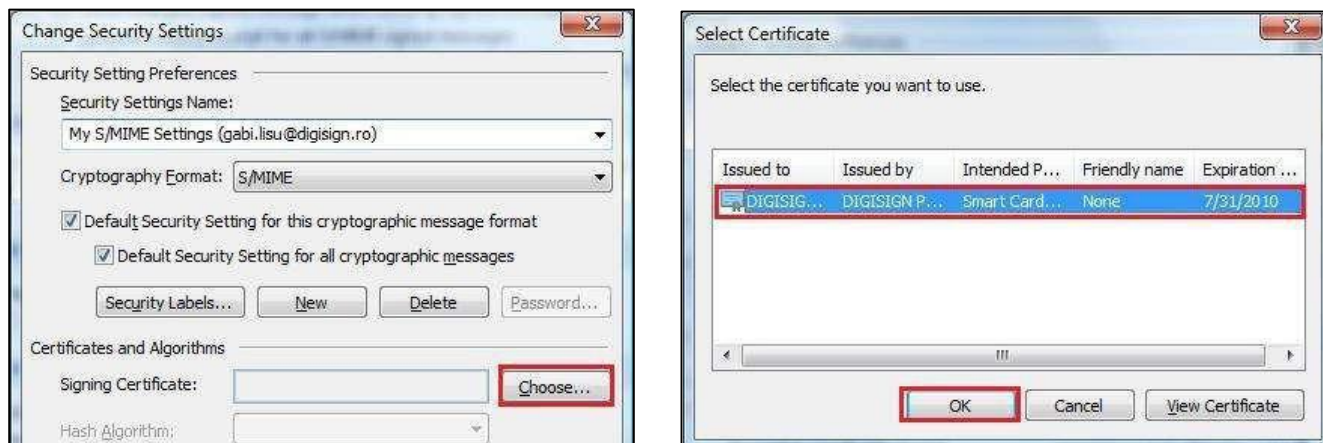 Change Security Settings
Security Setting Preferences
Security Settings Name:
My S/MIME Settings (gabi.lisu@digisign.ro)
Cryptography Format: S/MIME
Default Security Setting for this cryptographic message format
Default Security Setting for all cryptographic messages
Security Labels... New Delete Password...
Certificates and Algorithms
Signing Certificate: Choose...
Hash Algorithm:
Select Certificate
Select the certificate you want to use.
Issued to Issued by Intended P... Friendly name Expiration ...
DIGISIG... DIGISIGN P... Smart Card... None 7/31/2010
OK Cancel View Certificate